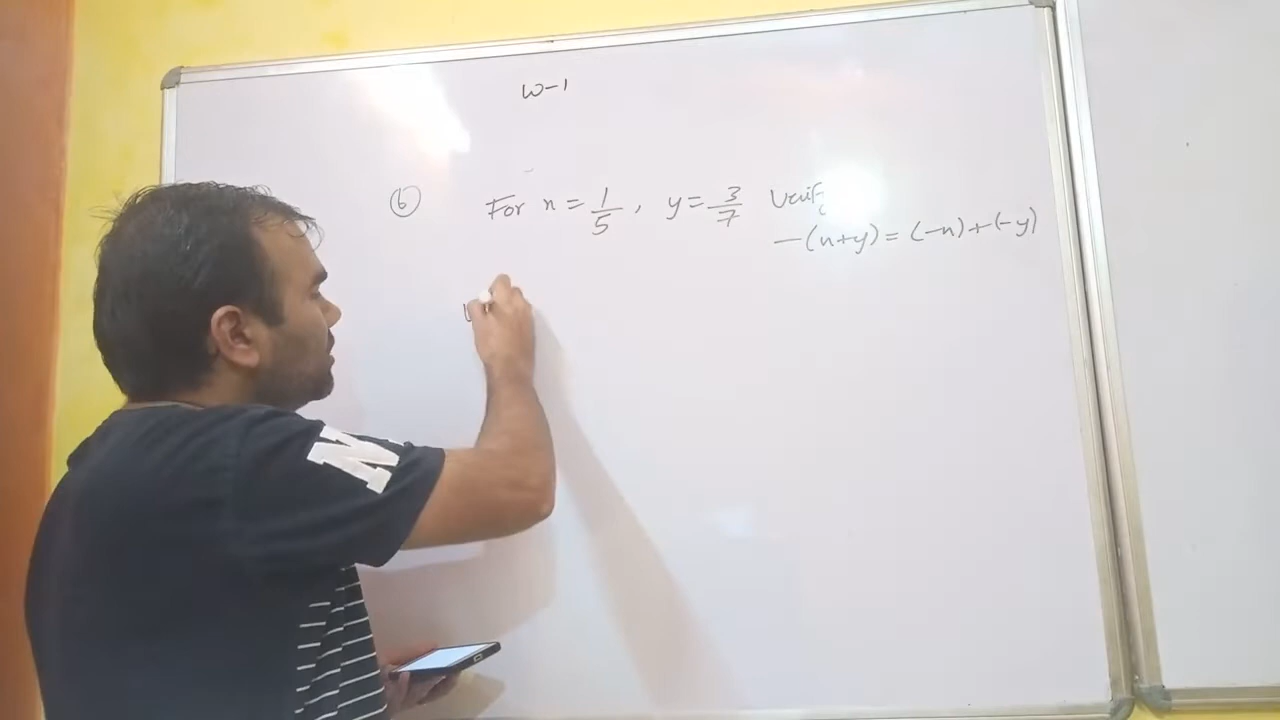 W-1
⑥ For x = 1/5, y = 3/7 Verify
-(x+y) = (-x)+(-y)
M